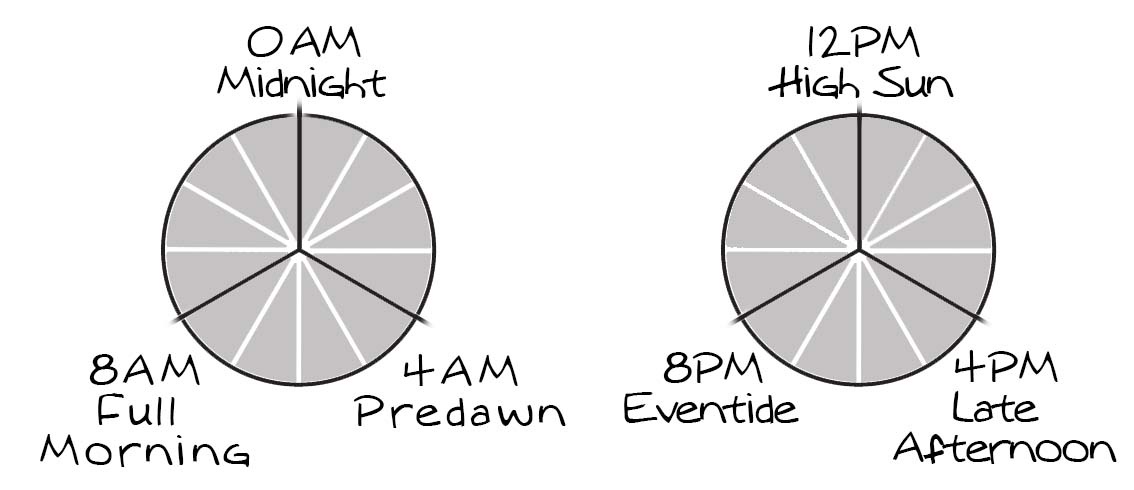 0AM
Midnight
8AM
Full
Morning
4AM
Predawn
12PM
High Sun
8PM
Eventide
4PM
Late
Afternoon